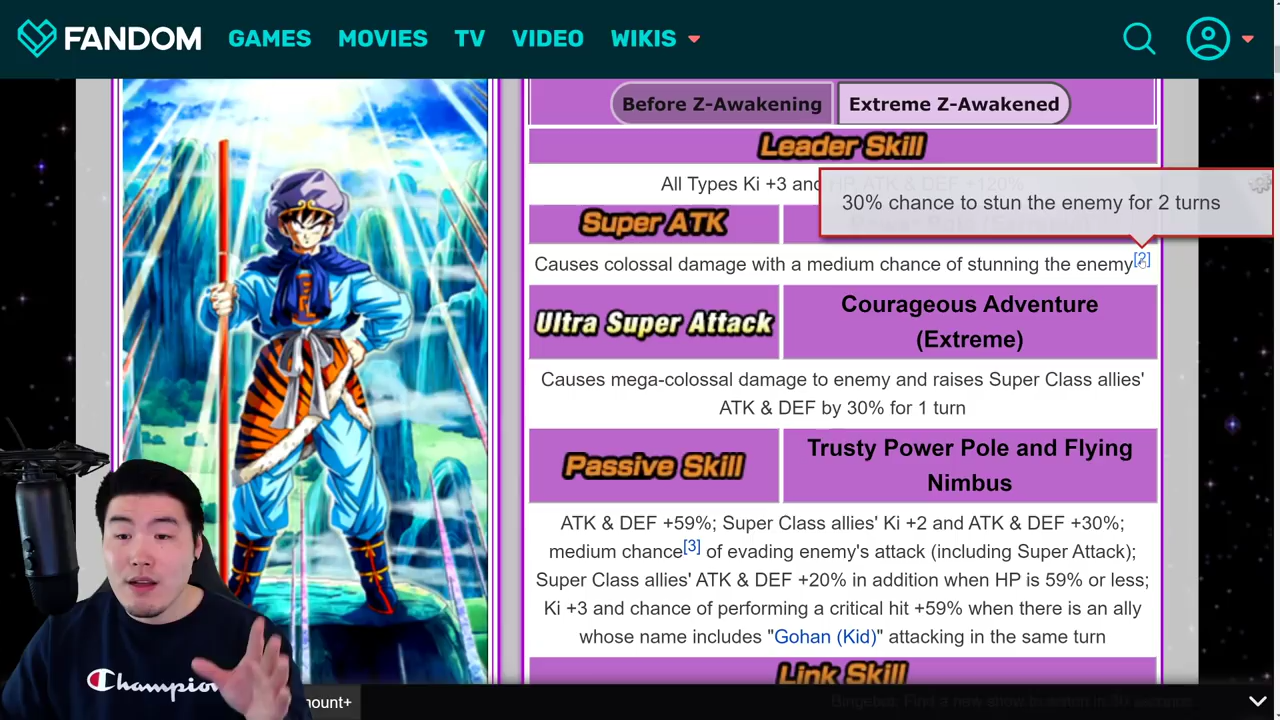 FANDOM GAMES MOVIES TV VIDEO WIKIS
Before Z-Awakening Extreme Z-Awakened
Leader Skill
All Types Ki +3 and HP, ATK & DEF +120%
30% chance to stun the enemy for 2 turns
Super ATK
Causes colossal damage with a medium chance of stunning the enemy[2]
Ultra Super Attack
Courageous Adventure
(Extreme)
Causes mega-colossal damage to enemy and raises Super Class allies'
ATK & DEF by 30% for 1 turn
Passive Skill
Trusty Power Pole and Flying
Nimbus
ATK & DEF +59%; Super Class allies' Ki +2 and ATK & DEF +30%;
medium chance[3] of evading enemy's attack (including Super Attack);
Super Class allies' ATK & DEF +20% in addition when HP is 59% or less;
Ki +3 and chance of performing a critical hit +59% when there is an ally
whose name includes "Gohan (Kid)" attacking in the same turn
Link Skill
Champion
mount+